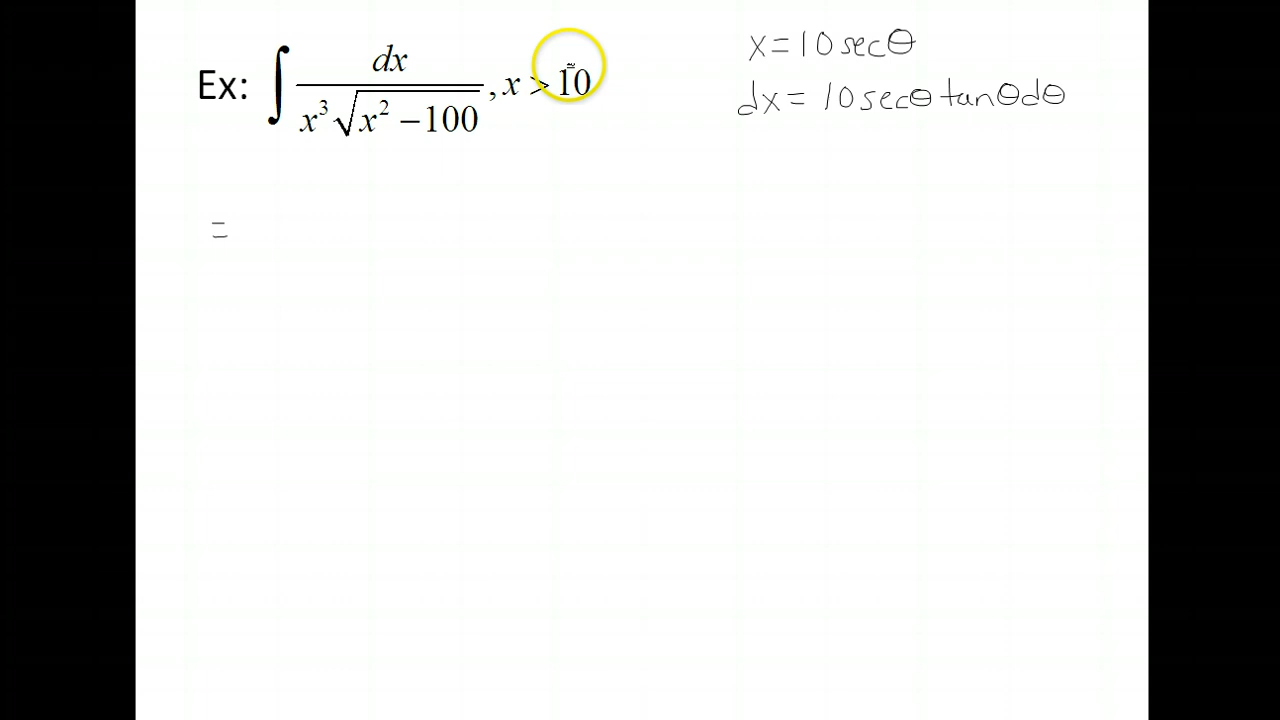 Ex: ∫ dx / (x³√(x² − 100)), x > 10
x = 10 secθ
dx = 10 secθ tanθ dθ
=